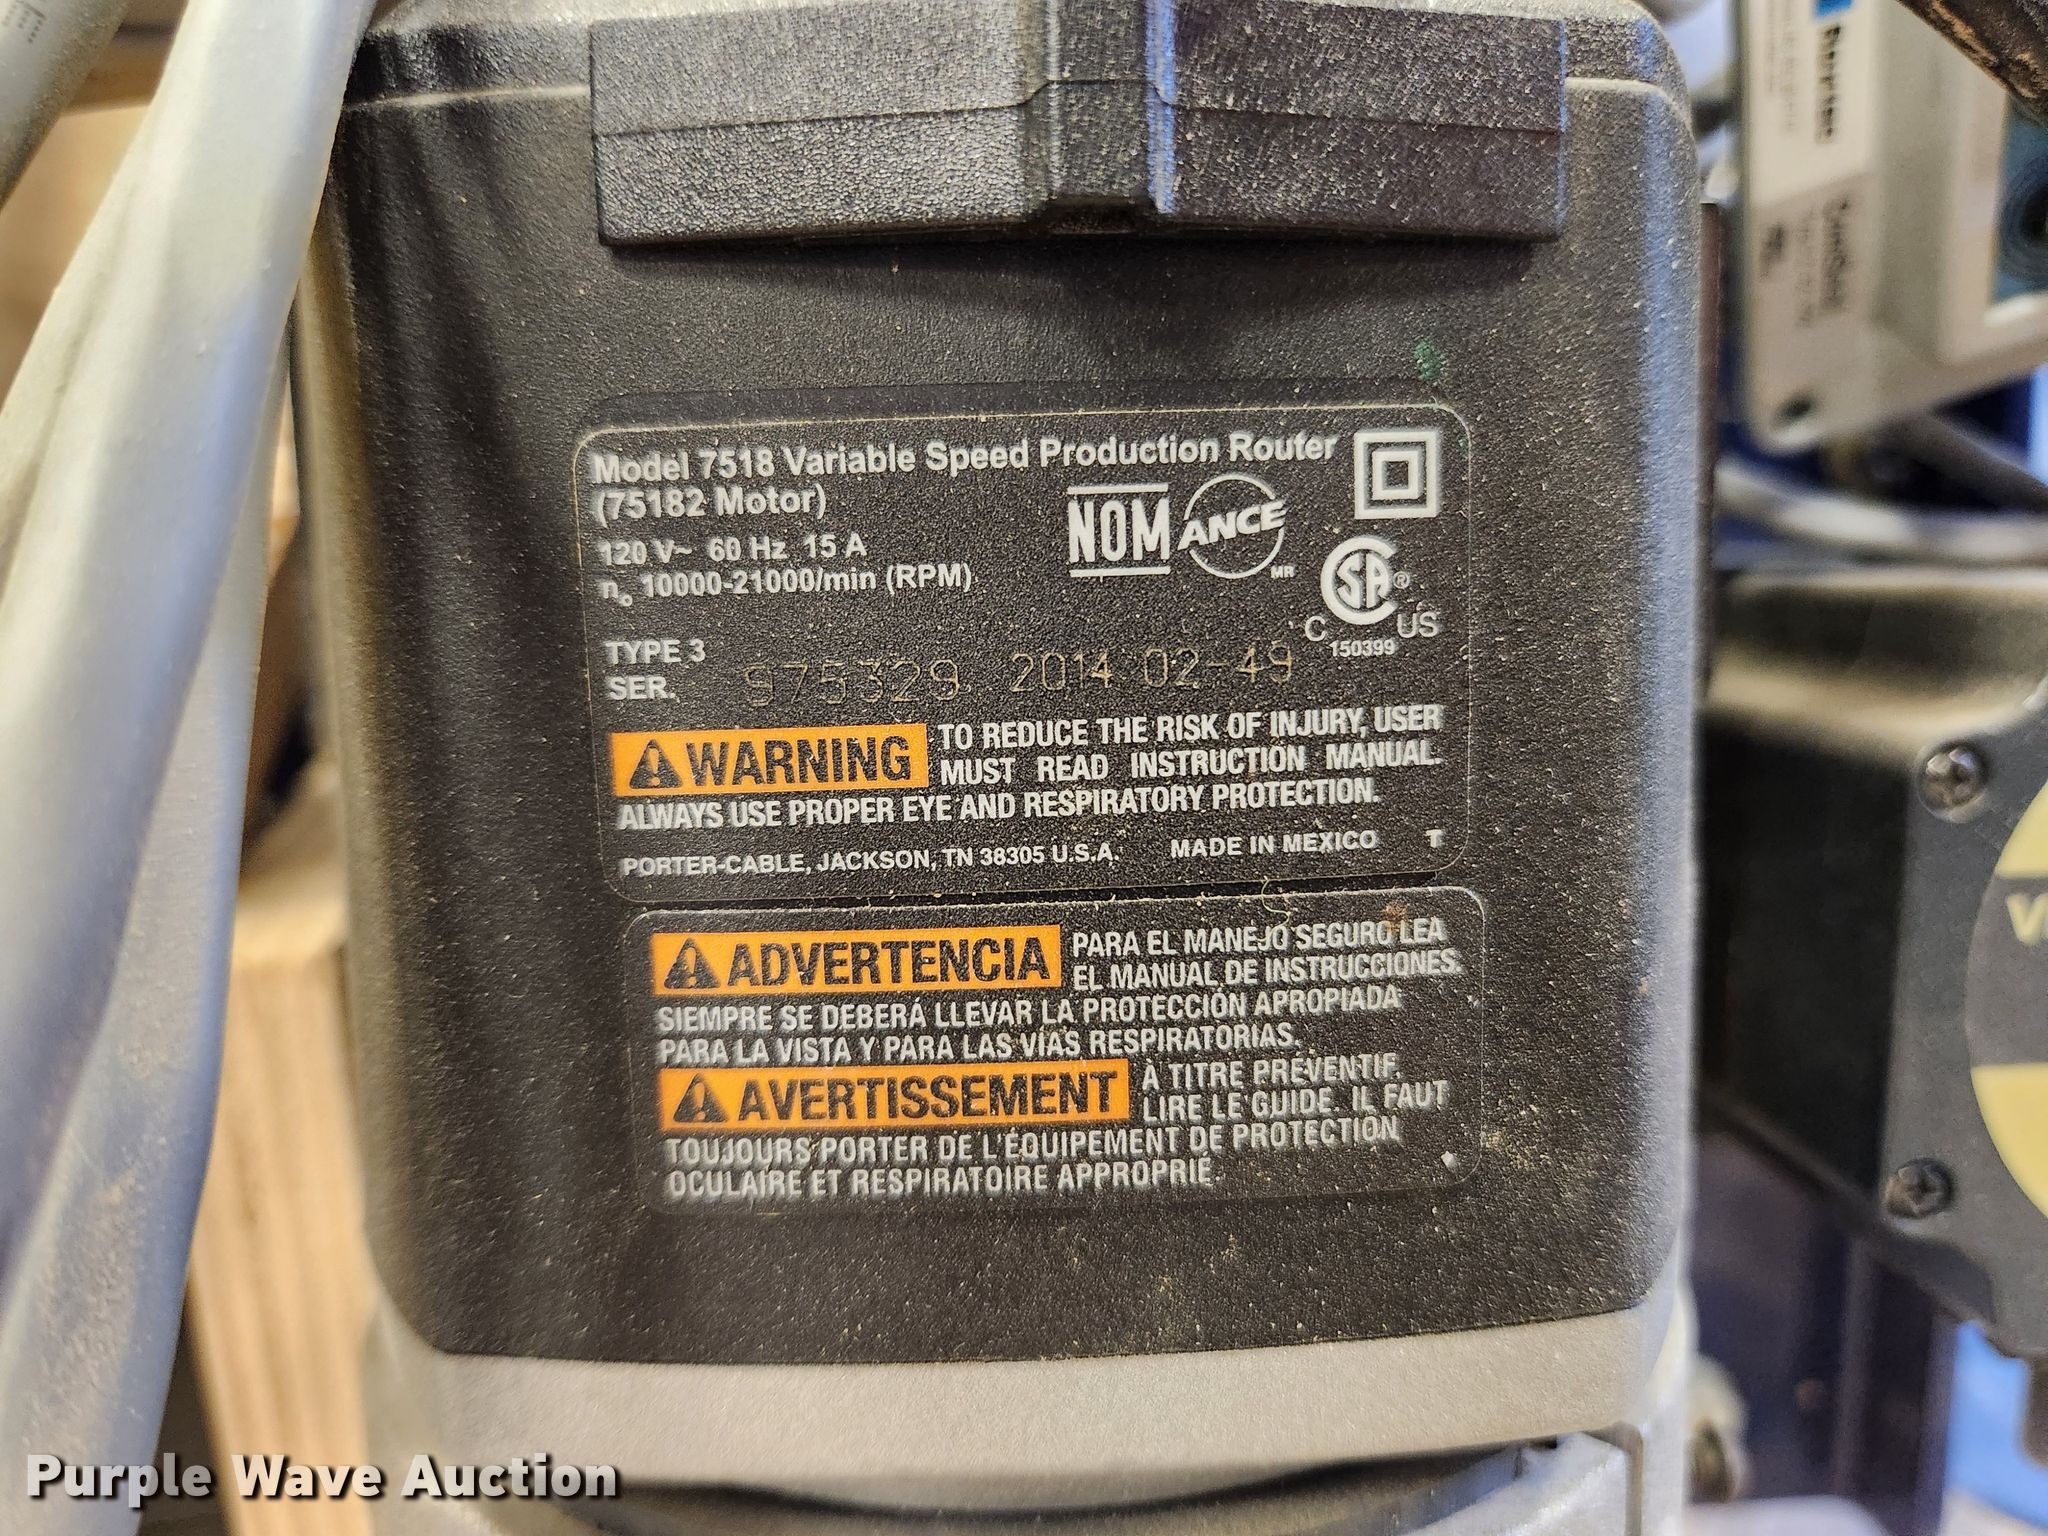 Model 7518 Variable Speed Production Router
(75182 Motor)
120 V~ 60 Hz 15 A
n₀ 10000-21000/min (RPM)
NOM ANCE MR
SA ®
C US
150399
TYPE 3
SER. 975329 2014 02-49
WARNING TO REDUCE THE RISK OF INJURY, USER
MUST READ INSTRUCTION MANUAL.
ALWAYS USE PROPER EYE AND RESPIRATORY PROTECTION.
PORTER-CABLE, JACKSON, TN 38305 U.S.A. MADE IN MEXICO T
ADVERTENCIA PARA EL MANEJO SEGURO LEA
EL MANUAL DE INSTRUCCIONES.
SIEMPRE SE DEBERÁ LLEVAR LA PROTECCIÓN APROPIADA
PARA LA VISTA Y PARA LAS VÍAS RESPIRATORIAS.
AVERTISSEMENT À TITRE PRÉVENTIF,
LIRE LE GUIDE. IL FAUT
TOUJOURS PORTER DE L'ÉQUIPEMENT DE PROTECTION
OCULAIRE ET RESPIRATOIRE APPROPRIÉ.
Purple Wave Auction